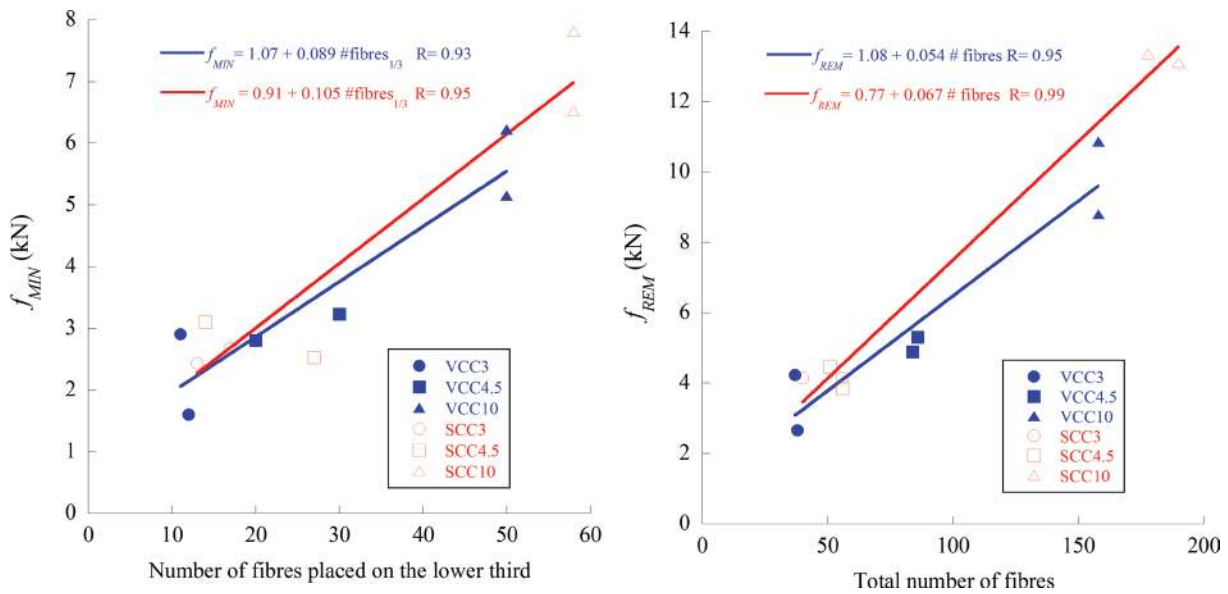 8
7
6
5
4
3
2
1
0
f_MIN (kN)
f_MIN = 1.07 + 0.089 #fibres_1/3 R= 0.93
f_MIN = 0.91 + 0.105 #fibres_1/3 R= 0.95
VCC3
VCC4.5
VCC10
SCC3
SCC4.5
SCC10
0 10 20 30 40 50 60
Number of fibres placed on the lower third
14
12
10
8
6
4
2
0
f_REM (kN)
f_REM = 1.08 + 0.054 # fibres R= 0.95
f_REM = 0.77 + 0.067 # fibres R= 0.99
VCC3
VCC4.5
VCC10
SCC3
SCC4.5
SCC10
0 50 100 150 200
Total number of fibres